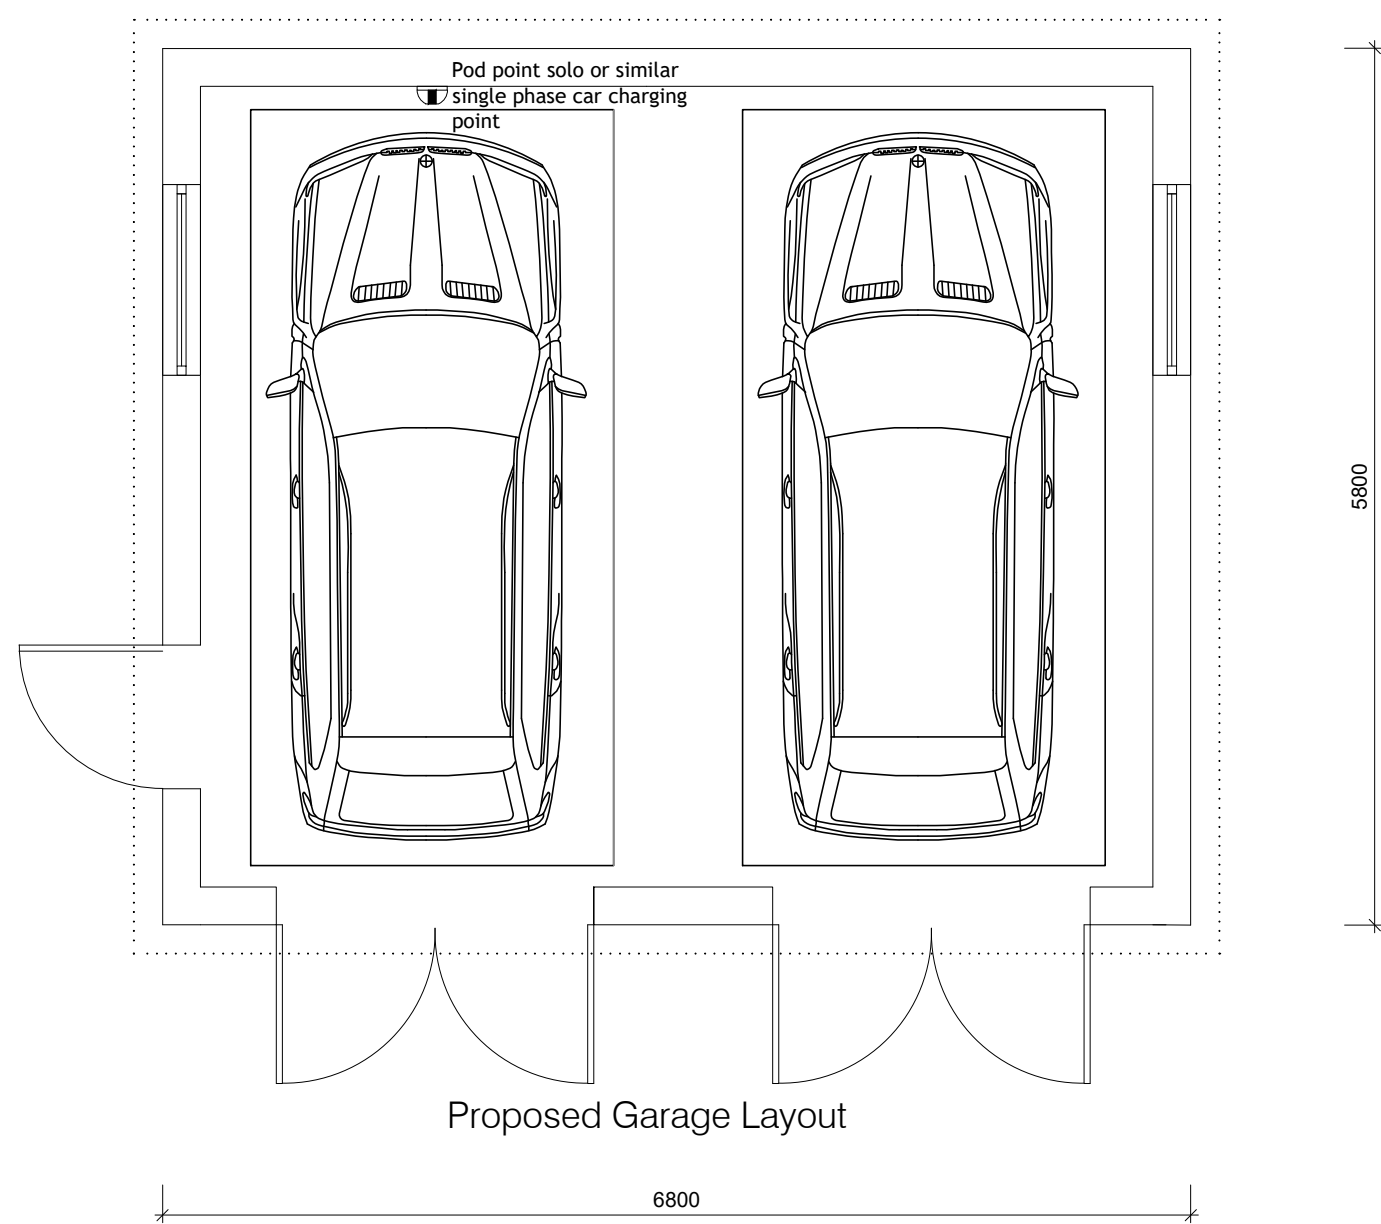 Pod point solo or similar
single phase car charging
point
5800
Proposed Garage Layout
6800